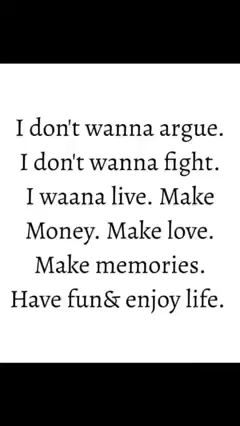 I don't wanna argue.
I don't wanna fight.
I waana live. Make
Money. Make love.
Make memories.
Have fun& enjoy life.